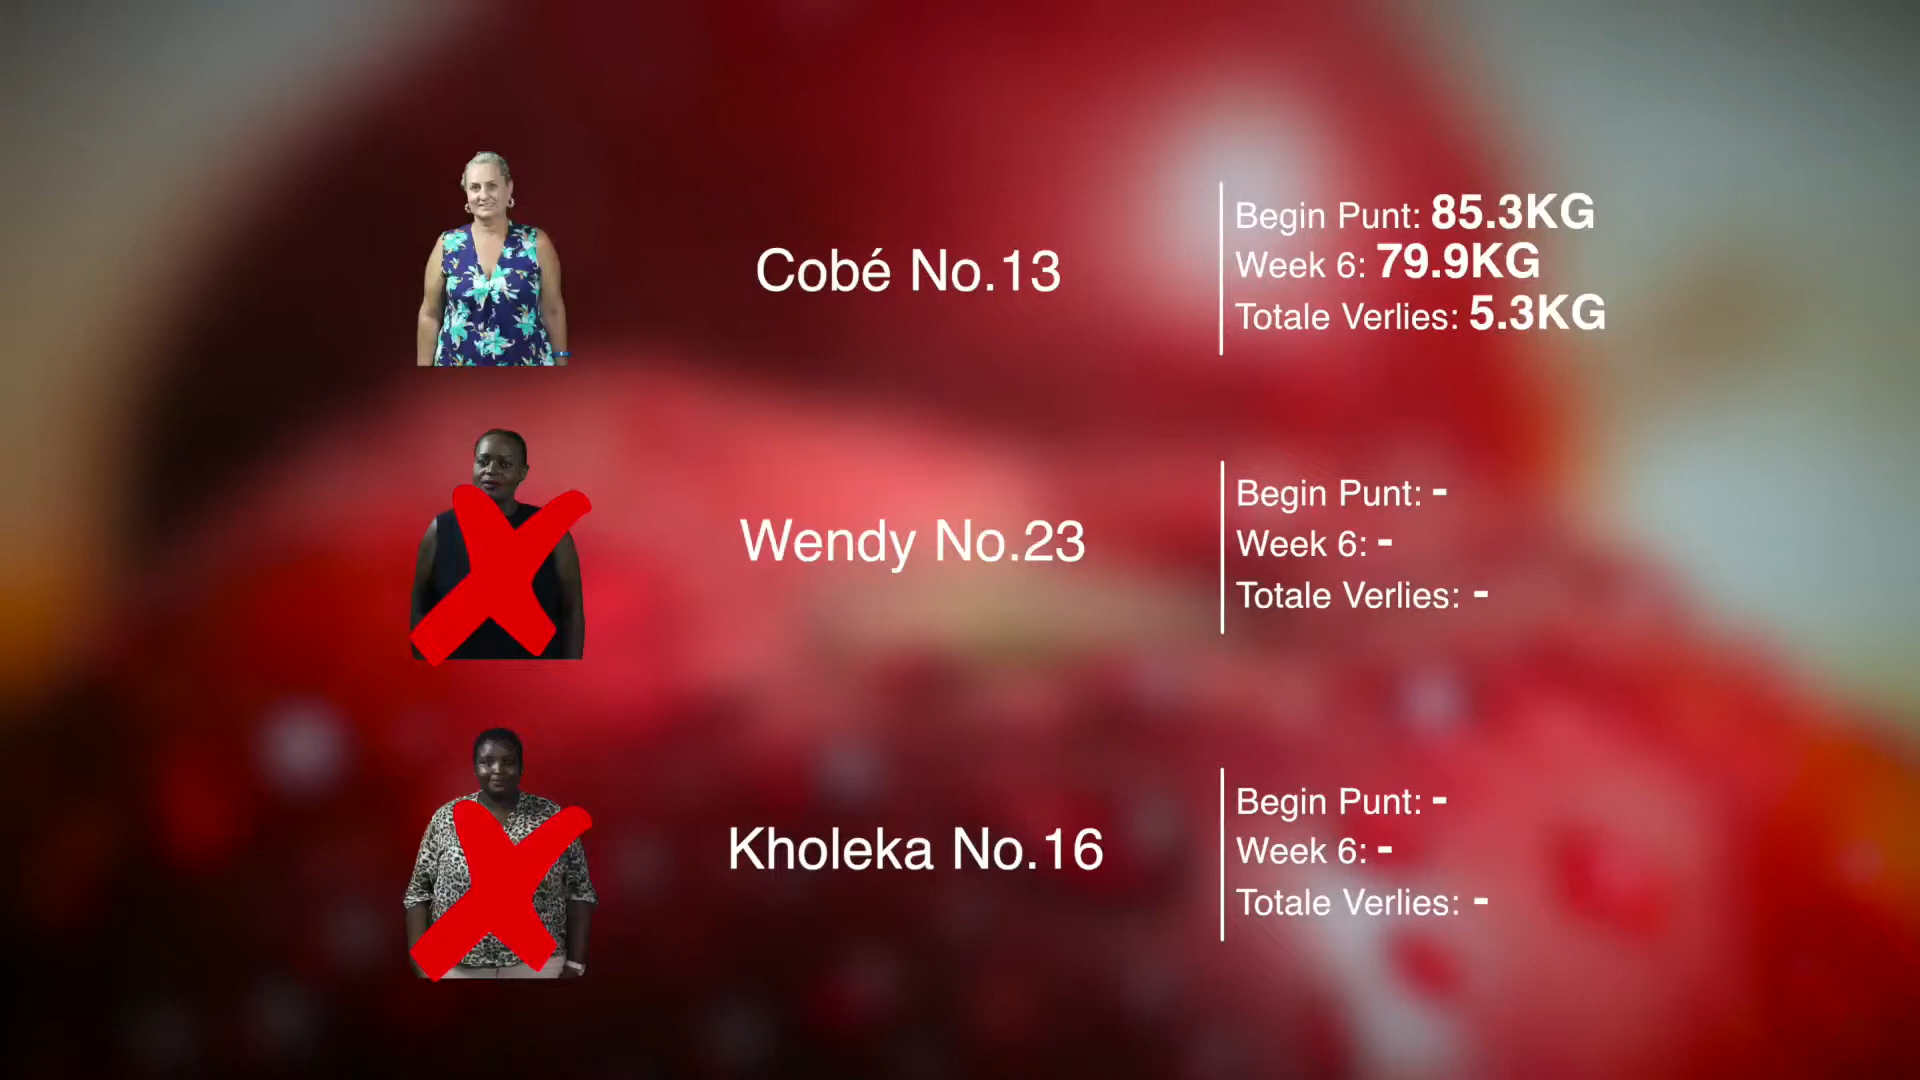 Cobé No.13
Begin Punt: 85.3KG
Week 6: 79.9KG
Totale Verlies: 5.3KG
Wendy No.23
Begin Punt: -
Week 6: -
Totale Verlies: -
Kholeka No.16
Begin Punt: -
Week 6: -
Totale Verlies: -